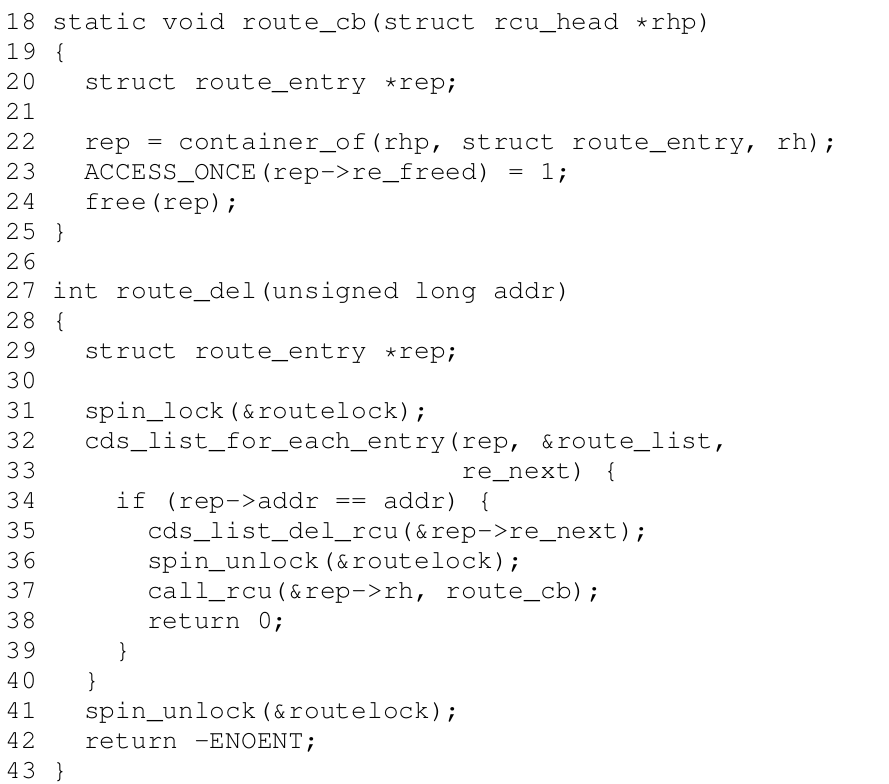 18 static void route_cb(struct rcu_head *rhp)
19 {
20   struct route_entry *rep;
21
22   rep = container_of(rhp, struct route_entry, rh);
23   ACCESS_ONCE(rep->re_freed) = 1;
24   free(rep);
25 }
26
27 int route_del(unsigned long addr)
28 {
29   struct route_entry *rep;
30
31   spin_lock(&routelock);
32   cds_list_for_each_entry(rep, &route_list,
33                           re_next) {
34     if (rep->addr == addr) {
35       cds_list_del_rcu(&rep->re_next);
36       spin_unlock(&routelock);
37       call_rcu(&rep->rh, route_cb);
38       return 0;
39     }
40   }
41   spin_unlock(&routelock);
42   return -ENOENT;
43 }